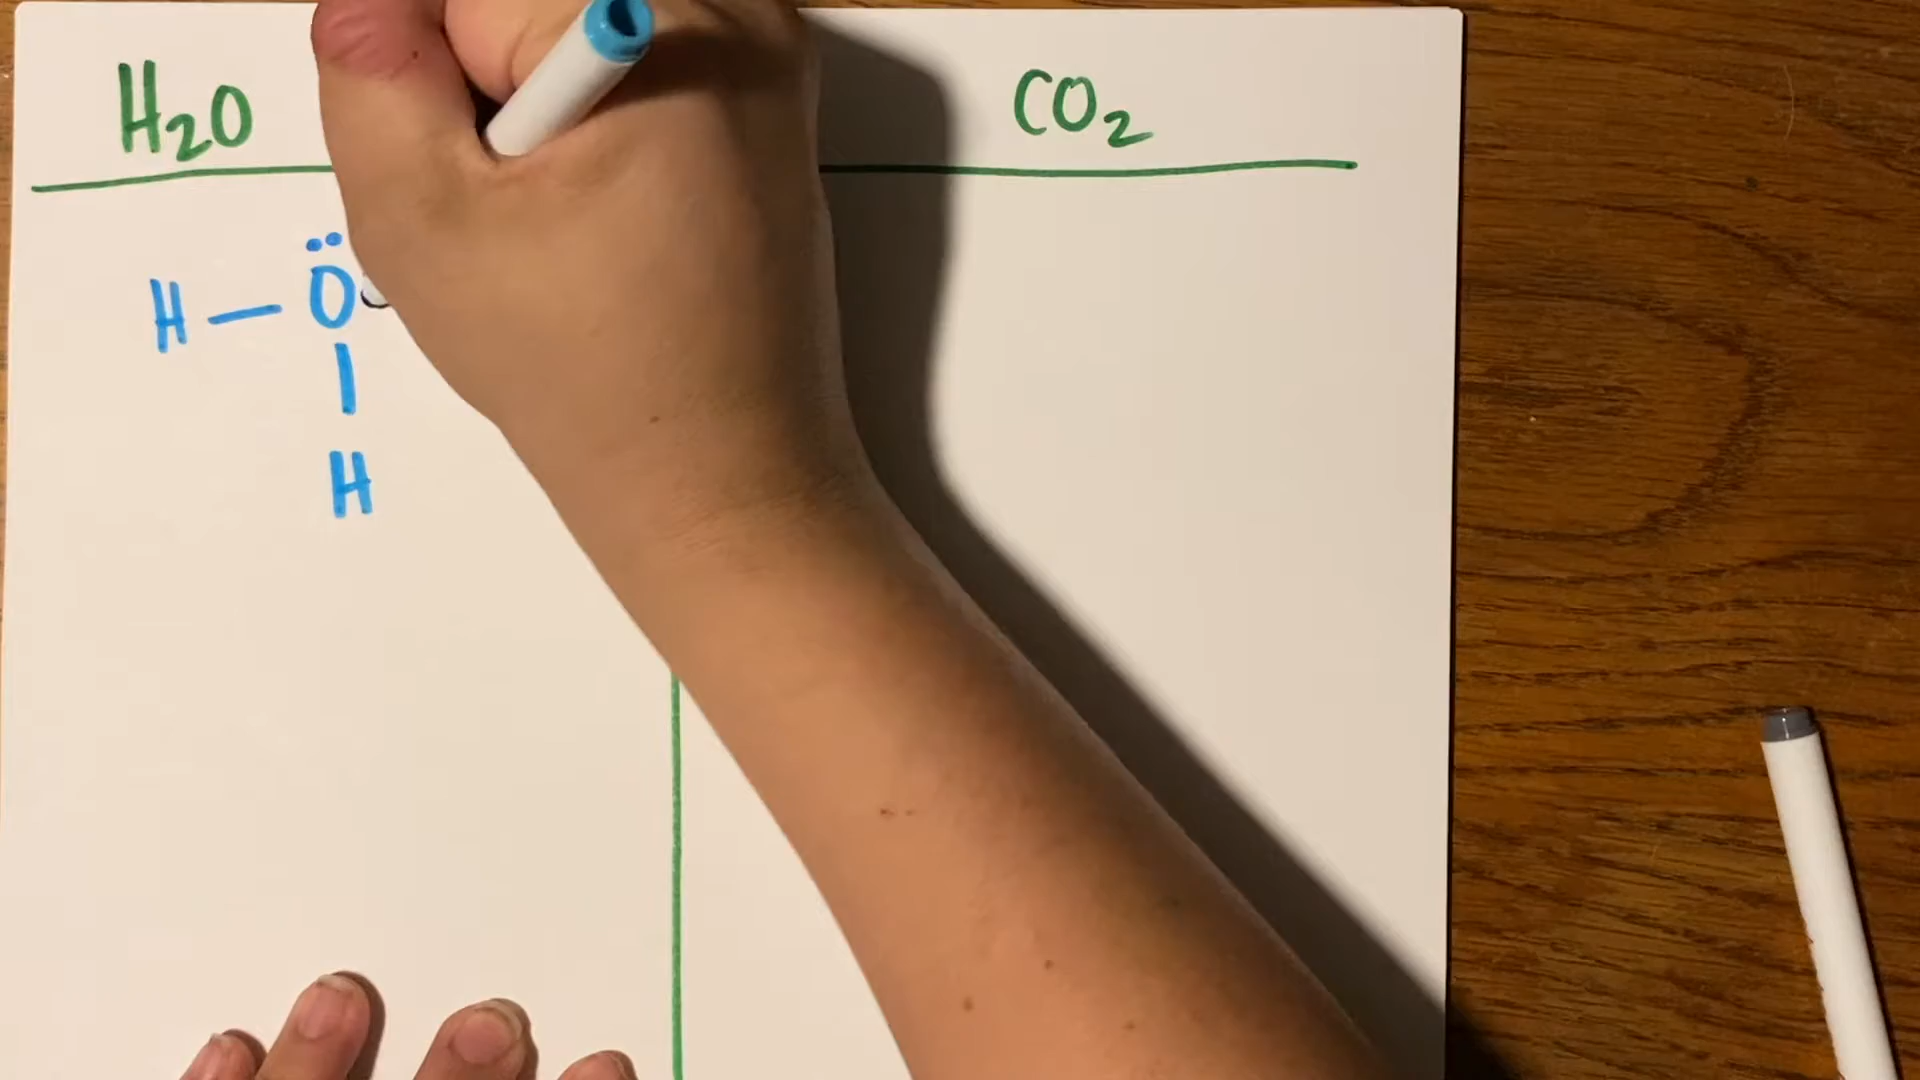 H₂O
CO₂
H — O
H